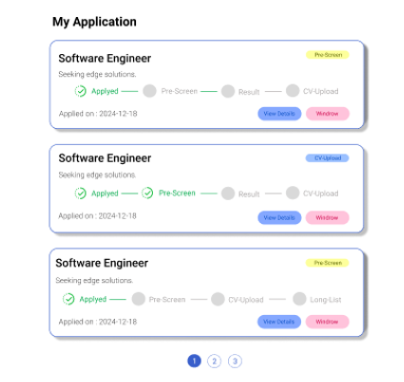 My Application
Software Engineer Pre-Screen
Seeking edge solutions.
Applyed Pre-Screen Result CV-Upload
Applied on : 2024-12-18 View Details Windrow
Software Engineer CV Upload
Seeking edge solutions.
Applyed Pre-Screen Result CV-Upload
Applied on : 2024-12-18 View Details Windrow
Software Engineer Pre-Screen
Seeking edge solutions.
Applyed Pre-Screen CV-Upload Long-List
Applied on : 2024-12-18 View Details Windrow
1 2 3